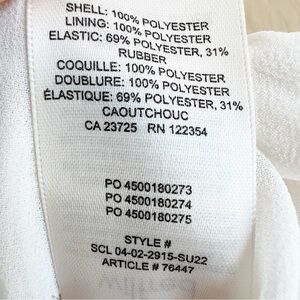 SHELL: 100% POLYESTER
LINING: 100% POLYESTER
ELASTIC: 69% POLYESTER, 31%
RUBBER
COQUILLE: 100% POLYESTER
DOUBLURE: 100% POLYESTER
ÉLASTIQUE: 69% POLYESTER, 31%
CAOUTCHOUC
CA 23725 RN 122354
PO 4500180273
PO 4500180274
PO 4500180275
STYLE #
SCL 04-02-2915-SU22
ARTICLE # 76447